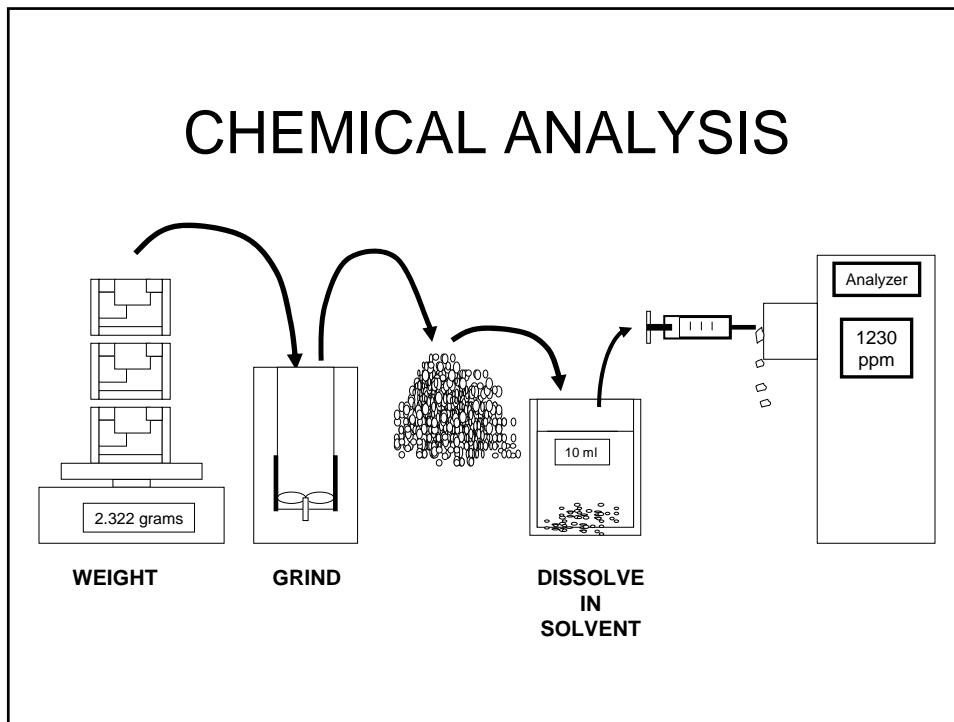 CHEMICAL ANALYSIS
Analyzer
1230
ppm
10 ml
2.322 grams
WEIGHT
GRIND
DISSOLVE
IN
SOLVENT